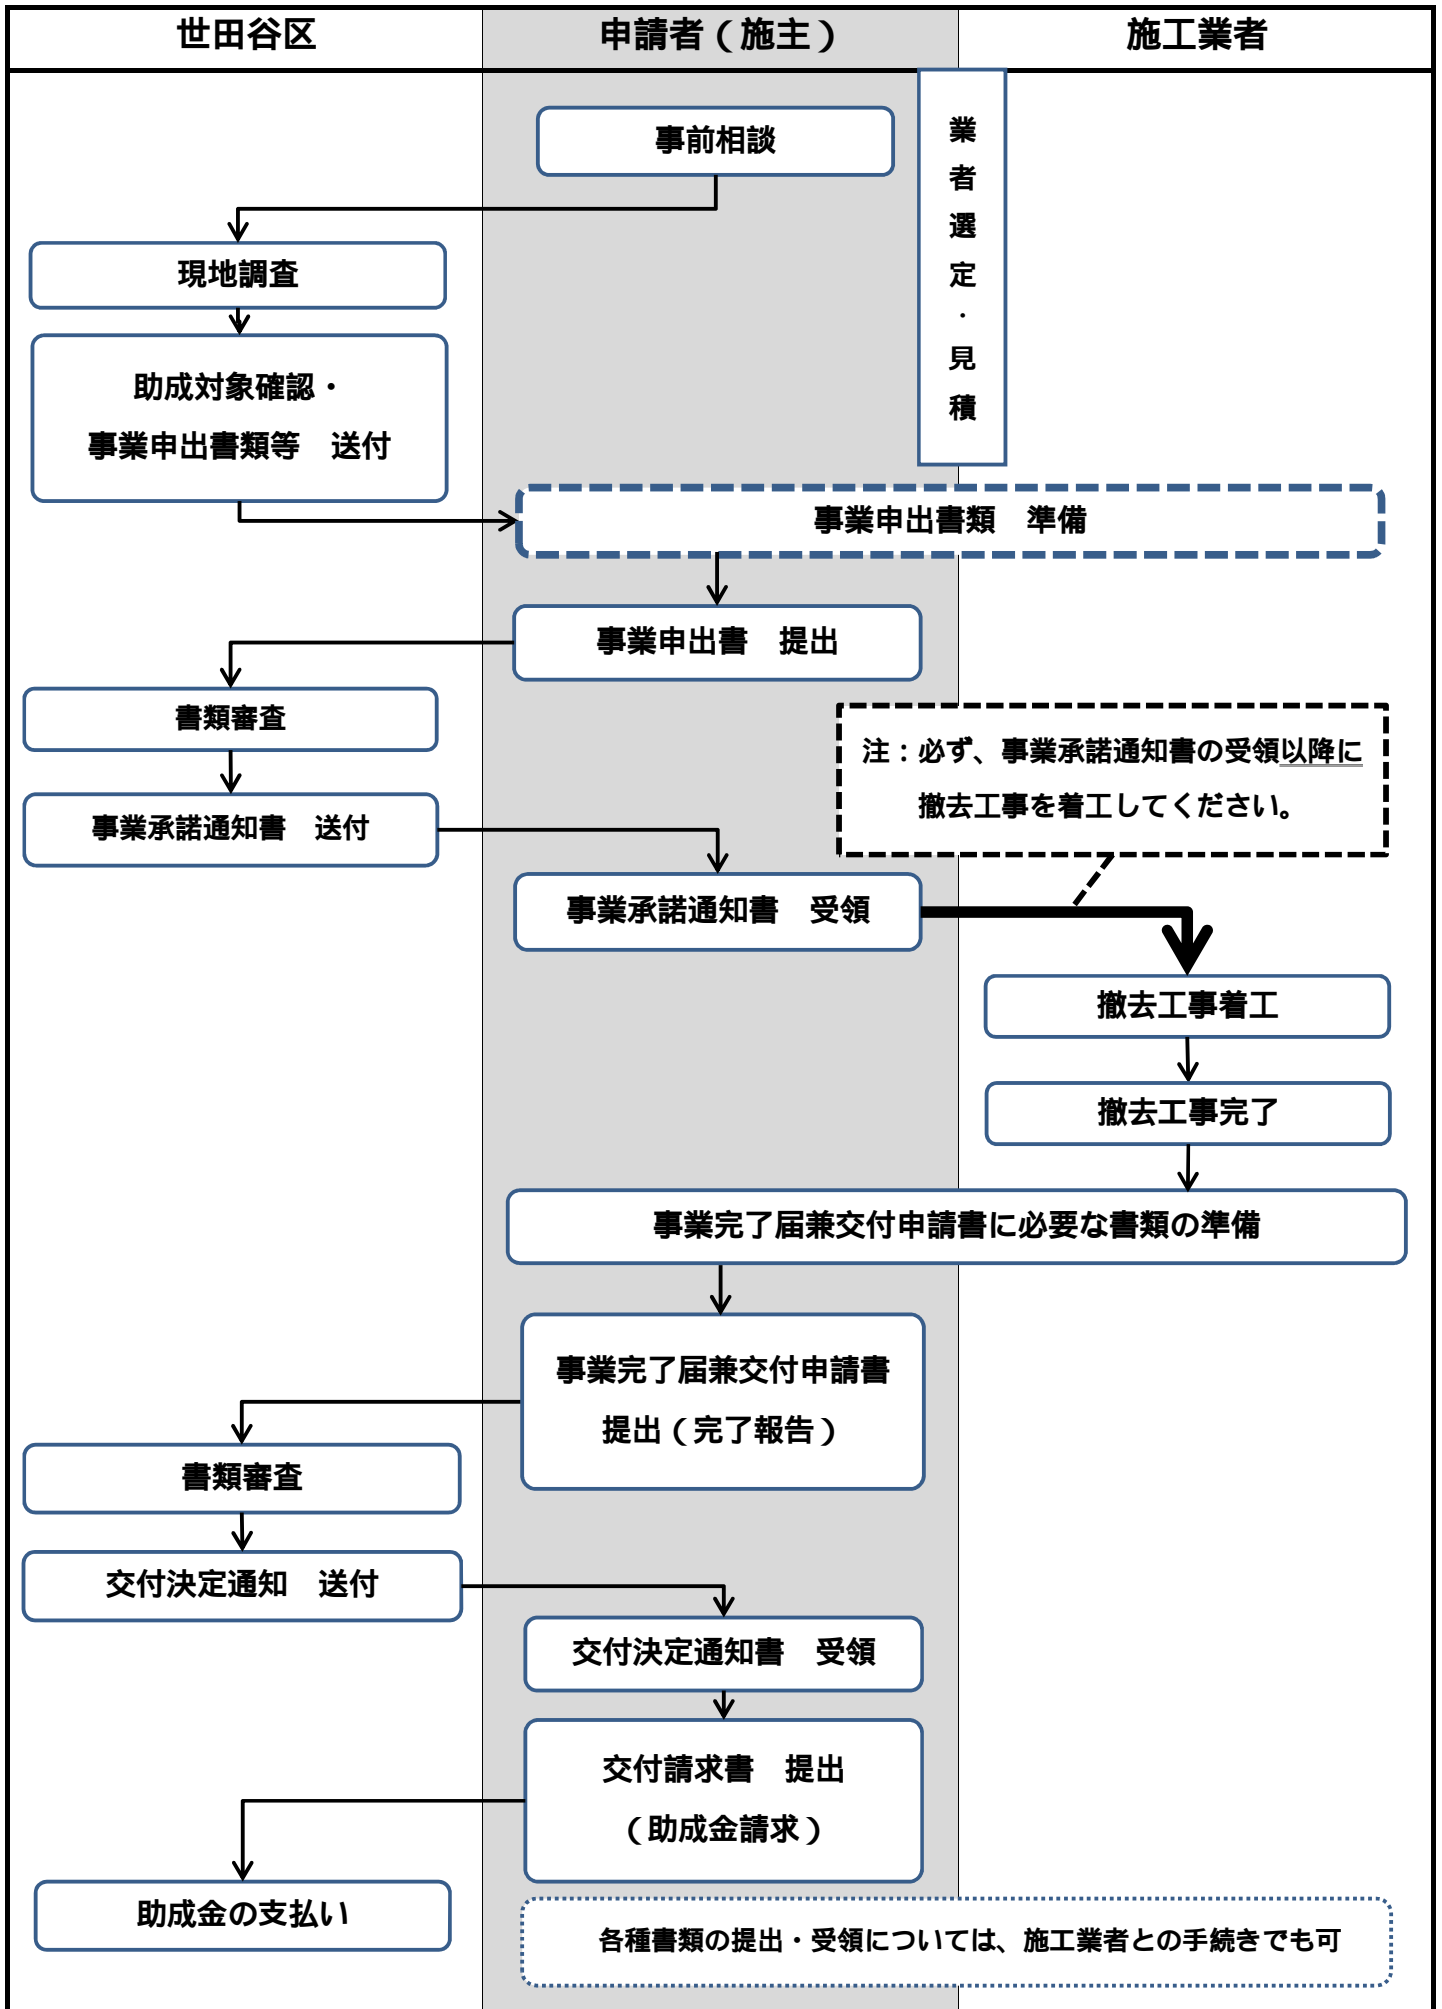 世田谷区
申請者（施主）
施工業者
事前相談
業者選定・見積
現地調査
助成対象確認・
事業申出書類等　送付
事業申出書類　準備
事業申出書　提出
書類審査
注：必ず、事業承諾通知書の受領以降に
撤去工事を着工してください。
事業承諾通知書　送付
事業承諾通知書　受領
撤去工事着工
撤去工事完了
事業完了届兼交付申請書に必要な書類の準備
事業完了届兼交付申請書
提出（完了報告）
書類審査
交付決定通知　送付
交付決定通知書　受領
交付請求書　提出
（助成金請求）
助成金の支払い
各種書類の提出・受領については、施工業者との手続きでも可